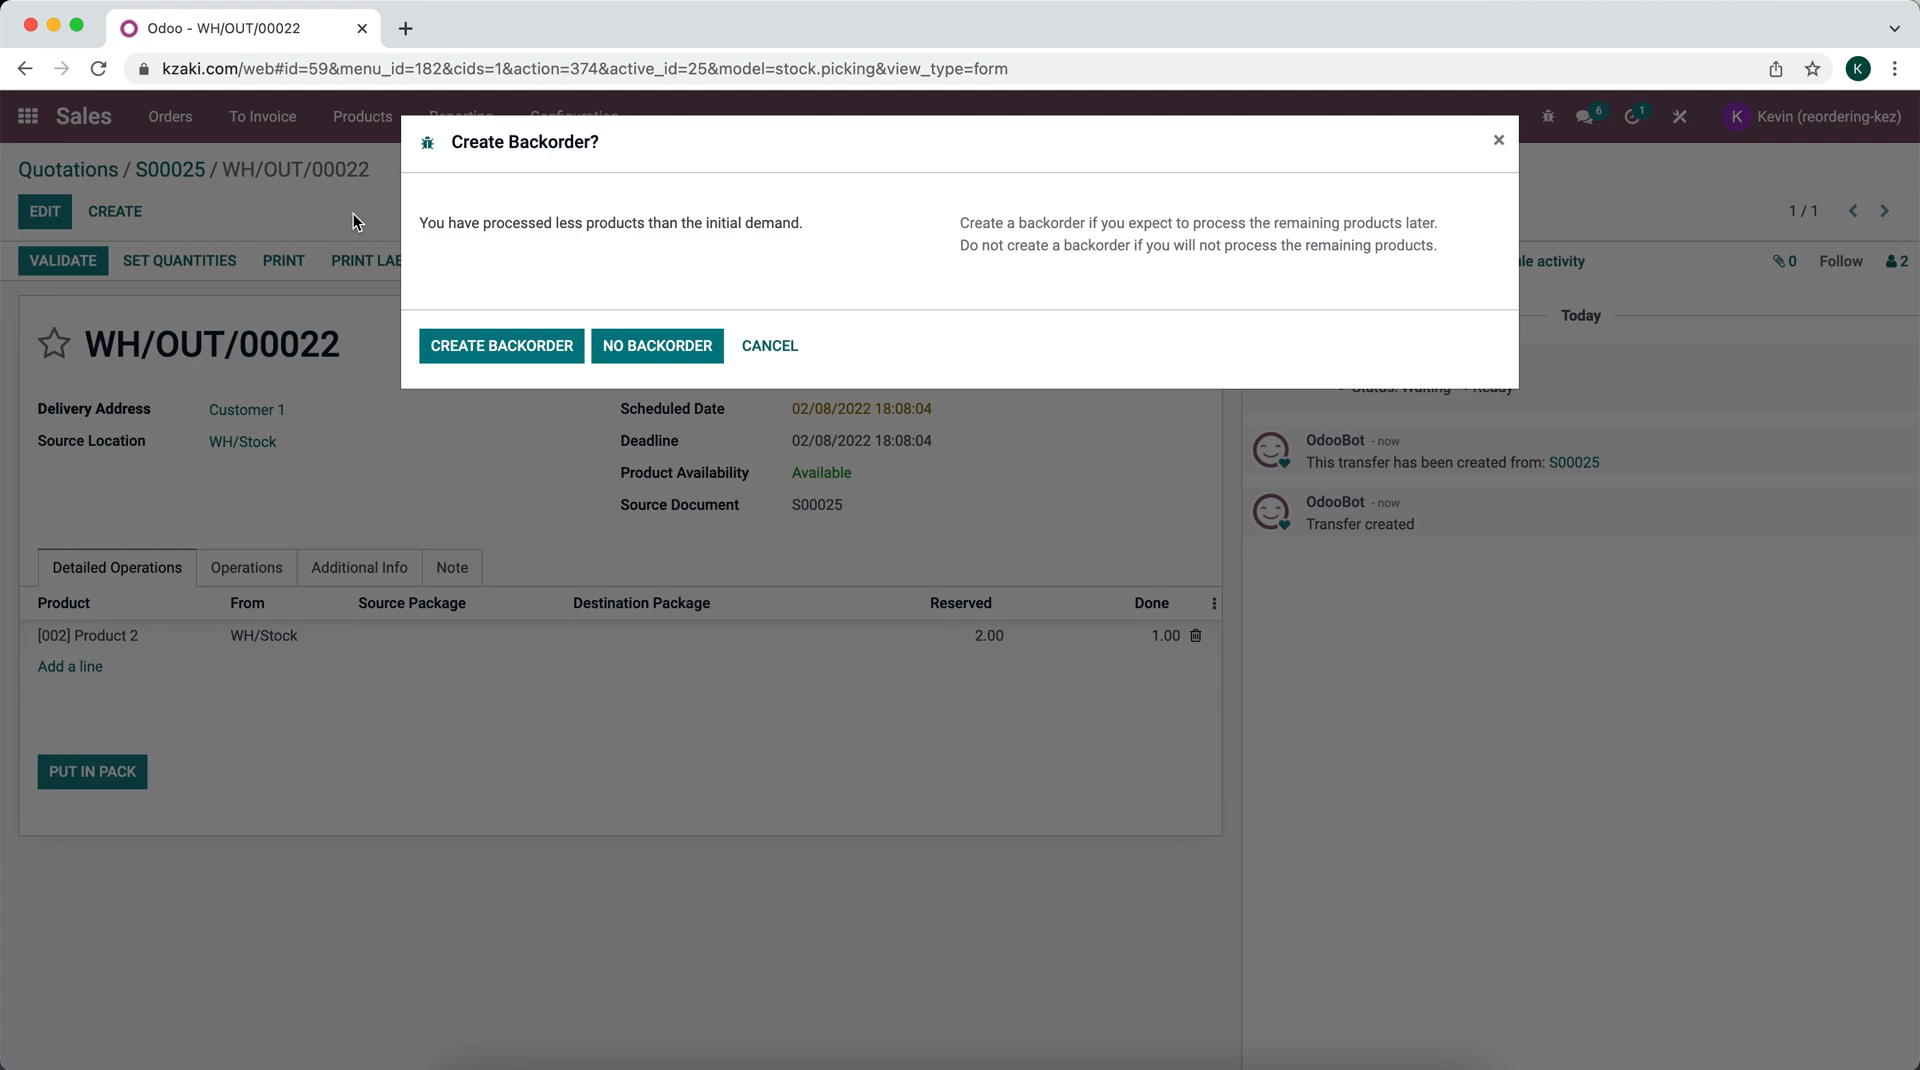 Odoo - WH/OUT/00022
kzaki.com/web#id=59&menu_id=182&cids=1&action=374&active_id=25&model=stock.picking&view_type=form
K
Sales
Orders
To Invoice
Products
Reporting
Configuration
6
1
K
Kevin (reordering-kez)
Create Backorder?
Quotations / S00025 / WH/OUT/00022
EDIT
CREATE
1 / 1
You have processed less products than the initial demand.
Create a backorder if you expect to process the remaining products later.
Do not create a backorder if you will not process the remaining products.
VALIDATE
SET QUANTITIES
PRINT
PRINT LAB
le activity
0
Follow
2
Today
CREATE BACKORDER
NO BACKORDER
CANCEL
WH/OUT/00022
Status: Waiting
Ready
Delivery Address
Customer 1
Scheduled Date
02/08/2022 18:08:04
Source Location
WH/Stock
Deadline
02/08/2022 18:08:04
Product Availability
Available
Source Document
S00025
OdooBot - now
This transfer has been created from: S00025
OdooBot - now
Transfer created
Detailed Operations
Operations
Additional Info
Note
Product
From
Source Package
Destination Package
Reserved
Done
[002] Product 2
WH/Stock
2.00
1.00
Add a line
PUT IN PACK